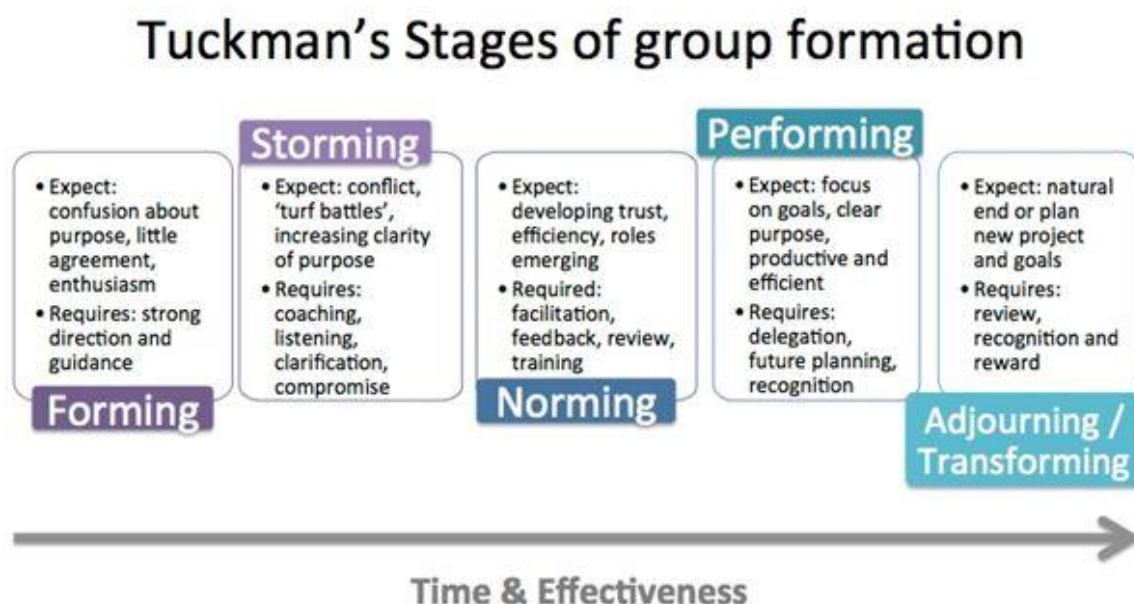 Tuckman's Stages of group formation
Forming
• Expect:
confusion about
purpose, little
agreement,
enthusiasm
• Requires: strong
direction and
guidance
Storming
• Expect: conflict,
'turf battles',
increasing clarity
of purpose
• Requires:
coaching,
listening,
clarification,
compromise
Norming
• Expect:
developing trust,
efficiency, roles
emerging
• Required:
facilitation,
feedback, review,
training
Performing
• Expect: focus
on goals, clear
purpose,
productive and
efficient
• Requires:
delegation,
future planning,
recognition
Adjourning /
Transforming
• Expect: natural
end or plan
new project
and goals
• Requires:
review,
recognition and
reward
Time & Effectiveness